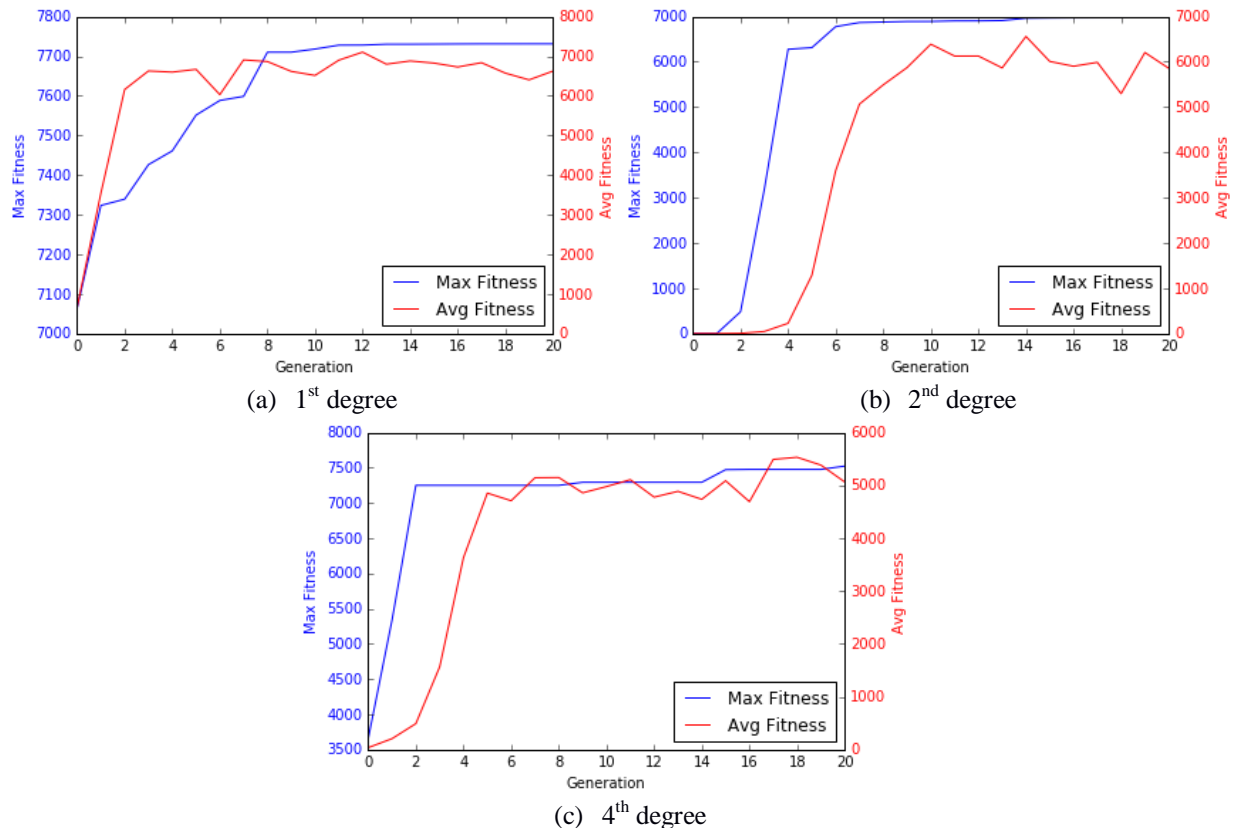 7800
7700
7600
7500
7400
7300
7200
7100
7000
Max Fitness
8000
7000
6000
5000
4000
3000
2000
1000
0
Avg Fitness
0 2 4 6 8 10 12 14 16 18 20
Generation
Max Fitness
Avg Fitness
(a) 1st degree
7000
6000
5000
4000
3000
2000
1000
0
Max Fitness
7000
6000
5000
4000
3000
2000
1000
0
Avg Fitness
0 2 4 6 8 10 12 14 16 18 20
Generation
Max Fitness
Avg Fitness
(b) 2nd degree
8000
7500
7000
6500
6000
5500
5000
4500
4000
3500
Max Fitness
6000
5000
4000
3000
2000
1000
0
Avg Fitness
0 2 4 6 8 10 12 14 16 18 20
Generation
Max Fitness
Avg Fitness
(c) 4th degree